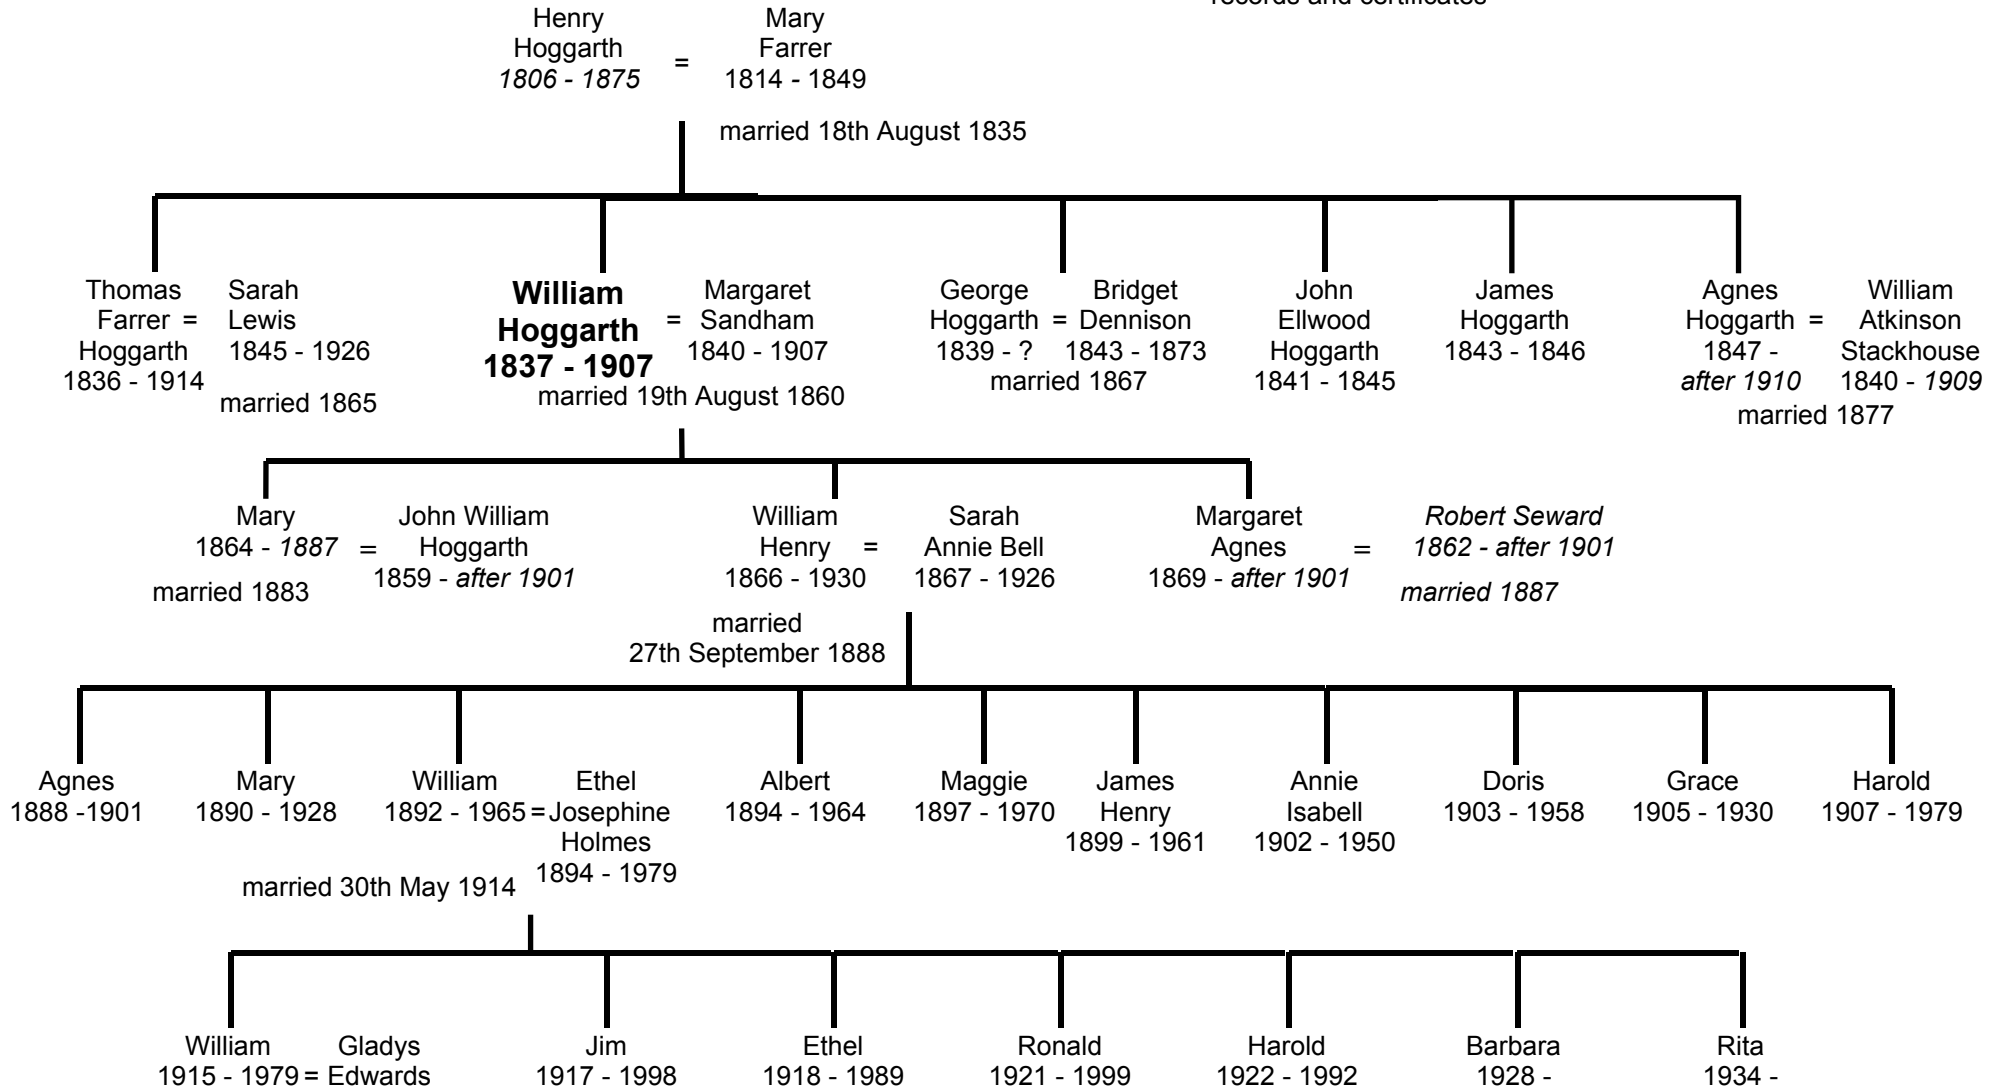 records and certificates
Henry
Hoggarth
1806 - 1875
=
Mary
Farrer
1814 - 1849
married 18th August 1835
Thomas
Farrer =
Hoggarth
1836 - 1914
Sarah
Lewis
1845 - 1926
married 1865
William
Hoggarth
1837 - 1907
=
Margaret
Sandham
1840 - 1907
married 19th August 1860
George
Hoggarth =
1839 - ?
Bridget
Dennison
1843 - 1873
married 1867
John
Ellwood
Hoggarth
1841 - 1845
James
Hoggarth
1843 - 1846
Agnes
Hoggarth =
1847 -
after 1910
William
Atkinson
Stackhouse
1840 - 1909
married 1877
Mary
1864 - 1887 =
married 1883
John William
Hoggarth
1859 - after 1901
William
Henry =
1866 - 1930
Sarah
Annie Bell
1867 - 1926
married
27th September 1888
Margaret
Agnes =
1869 - after 1901
Robert Seward
1862 - after 1901
married 1887
Agnes
1888 -1901
Mary
1890 - 1928
William
1892 - 1965 =
Ethel
Josephine
Holmes
1894 - 1979
married 30th May 1914
Albert
1894 - 1964
Maggie
1897 - 1970
James
Henry
1899 - 1961
Annie
Isabell
1902 - 1950
Doris
1903 - 1958
Grace
1905 - 1930
Harold
1907 - 1979
William
1915 - 1979 =
Gladys
Edwards
Jim
1917 - 1998
Ethel
1918 - 1989
Ronald
1921 - 1999
Harold
1922 - 1992
Barbara
1928 -
Rita
1934 -